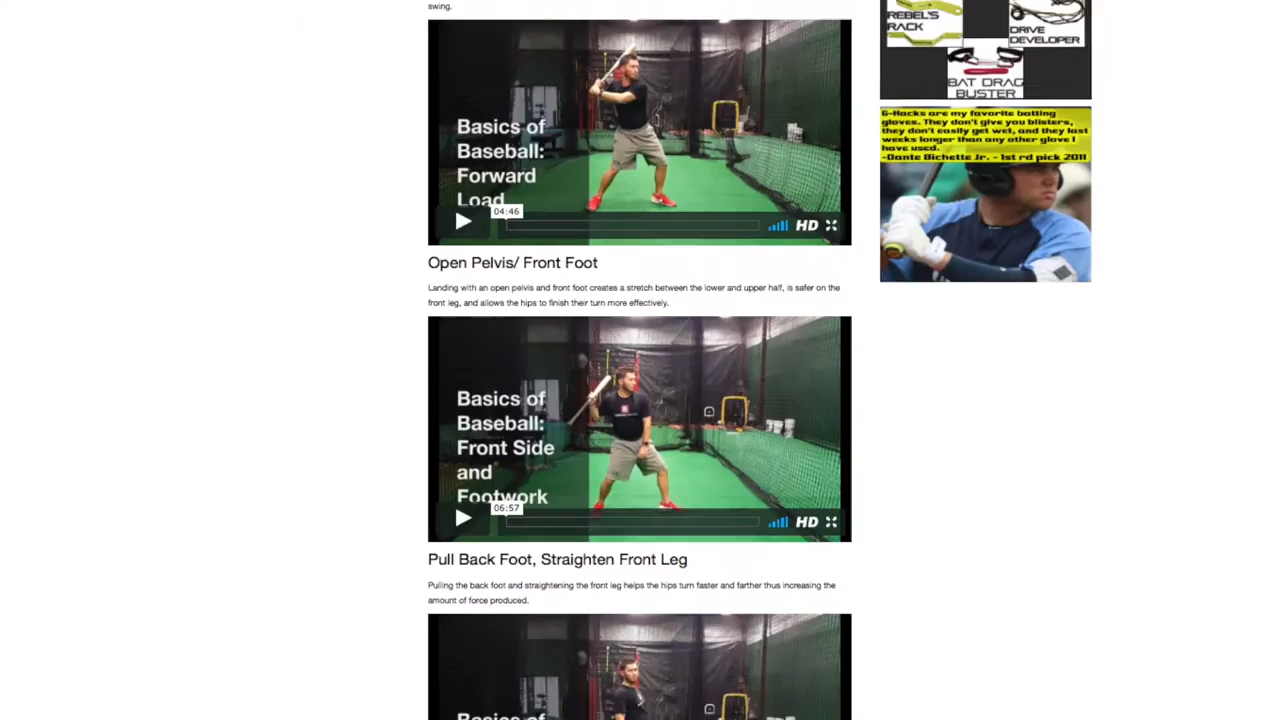 swing.
Basics of
Baseball:
Forward
Load
04:46
HD
Open Pelvis/ Front Foot
Landing with an open pelvis and front foot creates a stretch between the lower and upper half, is safer on the
front leg, and allows the hips to finish their turn more effectively.
Basics of
Baseball:
Front Side
and
Footwork
06:57
HD
Pull Back Foot, Straighten Front Leg
Pulling the back foot and straightening the front leg helps the hips turn faster and farther thus increasing the
amount of force produced.
Basics of
REBEL'S
RACK
DRIVE
DEVELOPER
BAT DRAG
BUSTER
G-Hacks are my favorite batting
gloves. They don't give you blisters,
they don't easily get wet, and they last
weeks longer than any other glove I
have used.
-Dante Bichette Jr. - 1st rd pick 2011